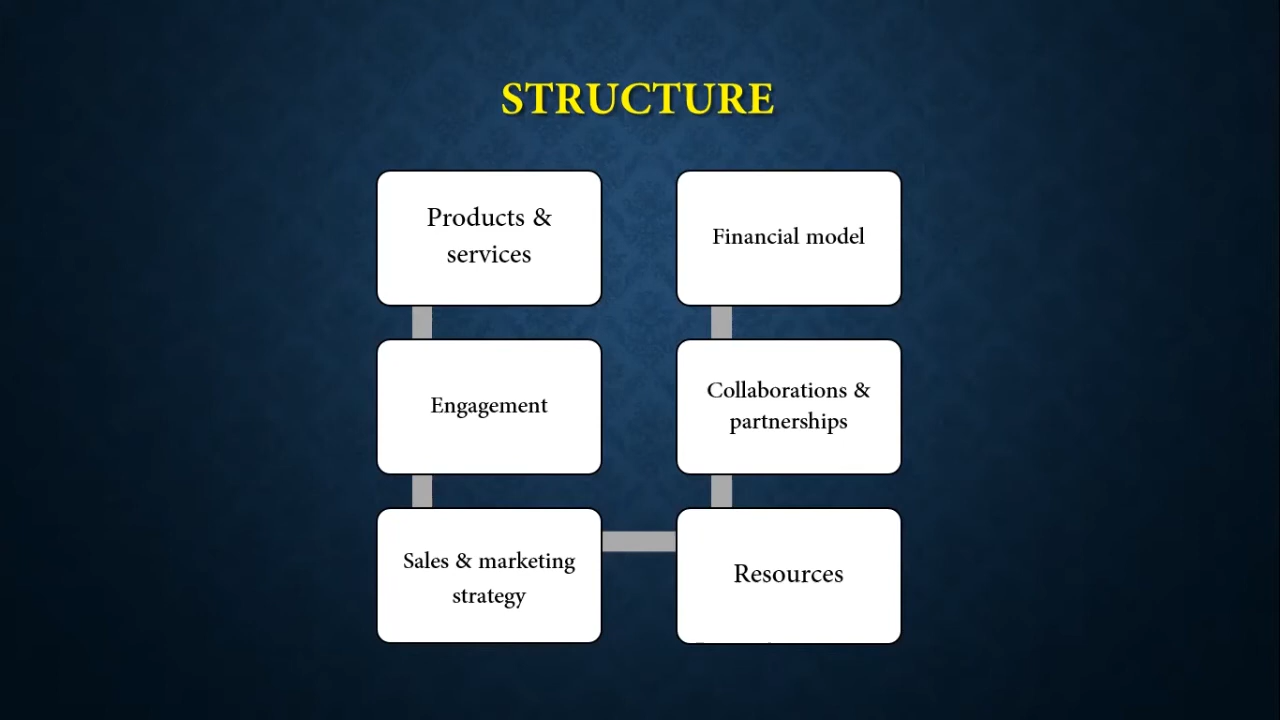 STRUCTURE
Products &
services
Engagement
Sales & marketing
strategy
Resources
Collaborations &
partnerships
Financial model